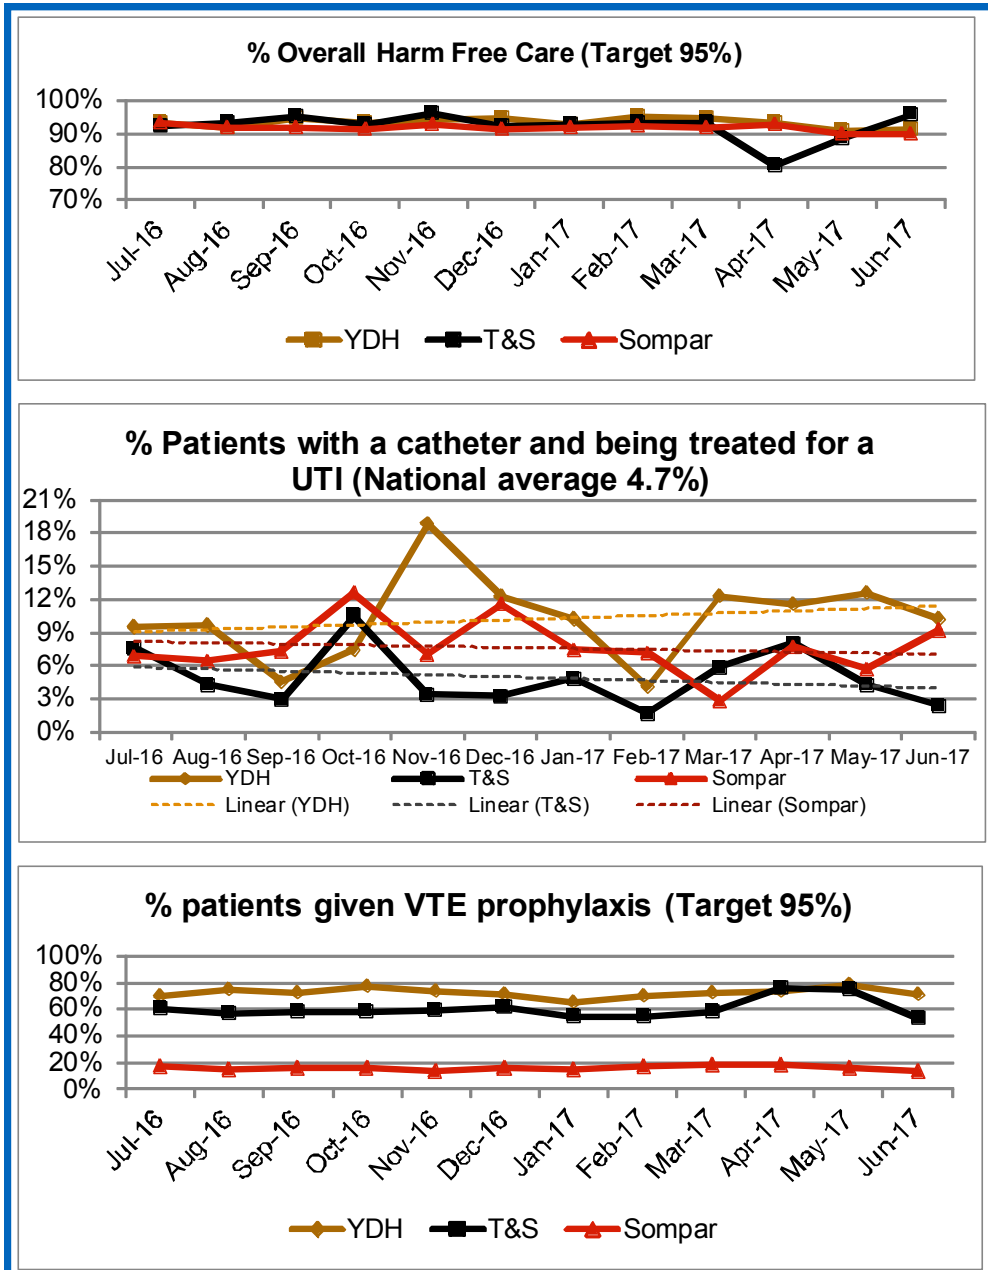 % Overall Harm Free Care (Target 95%)
100%
90%
80%
70%
Jul-16 Aug-16 Sep-16 Oct-16 Nov-16 Dec-16 Jan-17 Feb-17 Mar-17 Apr-17 May-17 Jun-17
YDH T&S Sompar
% Patients with a catheter and being treated for a
UTI (National average 4.7%)
21%
18%
15%
12%
9%
6%
3%
0%
Jul-16 Aug-16 Sep-16 Oct-16 Nov-16 Dec-16 Jan-17 Feb-17 Mar-17 Apr-17 May-17 Jun-17
YDH T&S Sompar
Linear (YDH) Linear (T&S) Linear (Sompar)
% patients given VTE prophylaxis (Target 95%)
100%
80%
60%
40%
20%
0%
Jul-16 Aug-16 Sep-16 Oct-16 Nov-16 Dec-16 Jan-17 Feb-17 Mar-17 Apr-17 May-17 Jun-17
YDH T&S Sompar